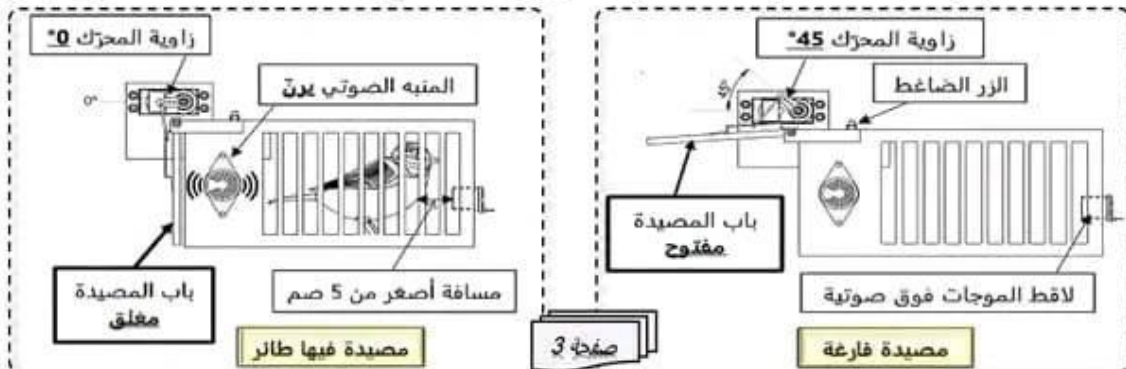 زاوية المحرّك 45°
45°
الزر الضاغط
باب المصيدة
مفتوح
لاقط الموجات فوق صوتية
مصيدة فارغة
زاوية المحرّك 0°
0°
المنبه الصوتي يرنّ
باب المصيدة
مغلق
مسافة أصغر من 5 صم
مصيدة فيها طائر
صفحة 3